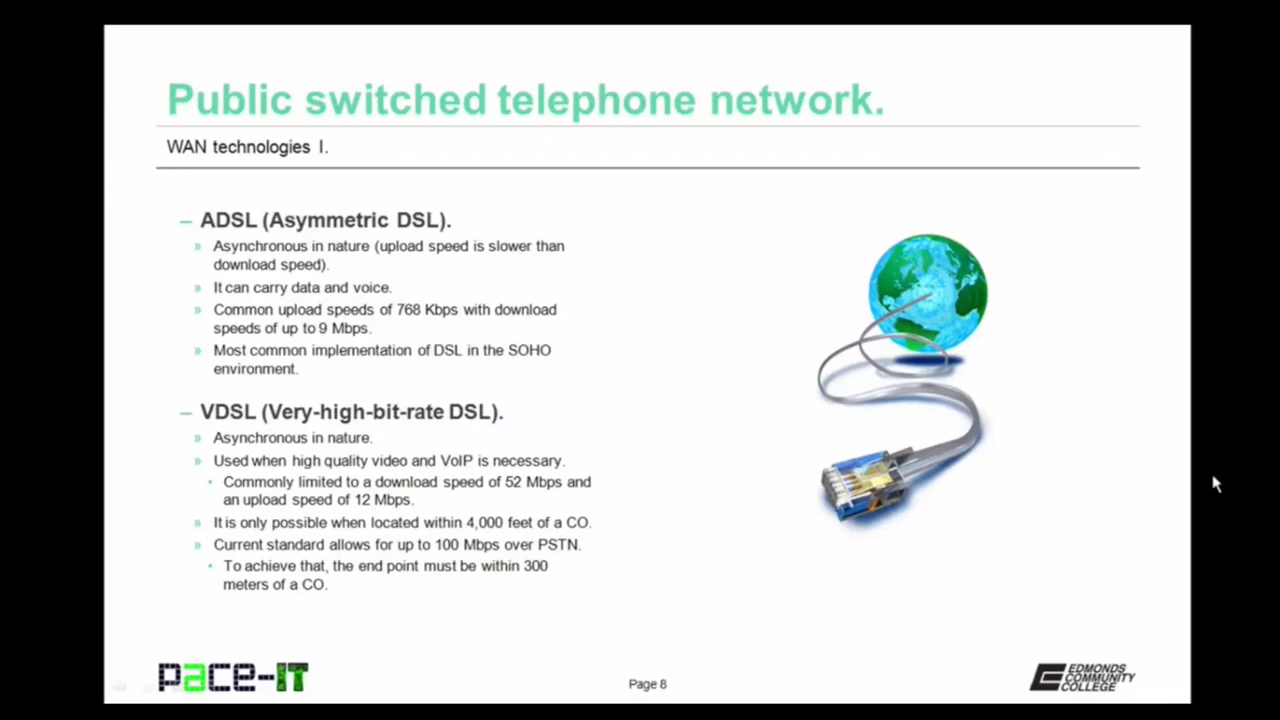 Public switched telephone network.
WAN technologies I.
– ADSL (Asymmetric DSL).
» Asynchronous in nature (upload speed is slower than
download speed).
» It can carry data and voice.
» Common upload speeds of 768 Kbps with download
speeds of up to 9 Mbps.
» Most common implementation of DSL in the SOHO
environment.
– VDSL (Very-high-bit-rate DSL).
» Asynchronous in nature.
» Used when high quality video and VoIP is necessary.
• Commonly limited to a download speed of 52 Mbps and
an upload speed of 12 Mbps.
» It is only possible when located within 4,000 feet of a CO.
» Current standard allows for up to 100 Mbps over PSTN.
• To achieve that, the end point must be within 300
meters of a CO.
pace-IT
Page 8
EDMONDS
COMMUNITY
COLLEGE